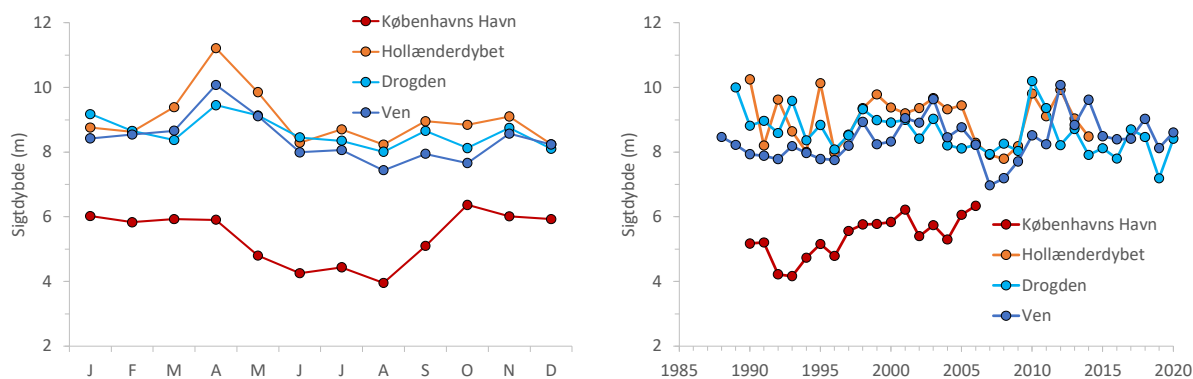 Sigtdybde (m)
12
10
8
6
4
2
J F M A M J J A S O N D
Københavns Havn
Hollænderdybet
Drogden
Ven
Sigtdybde (m)
12
10
8
6
4
2
1985 1990 1995 2000 2005 2010 2015 2020
Københavns Havn
Hollænderdybet
Drogden
Ven